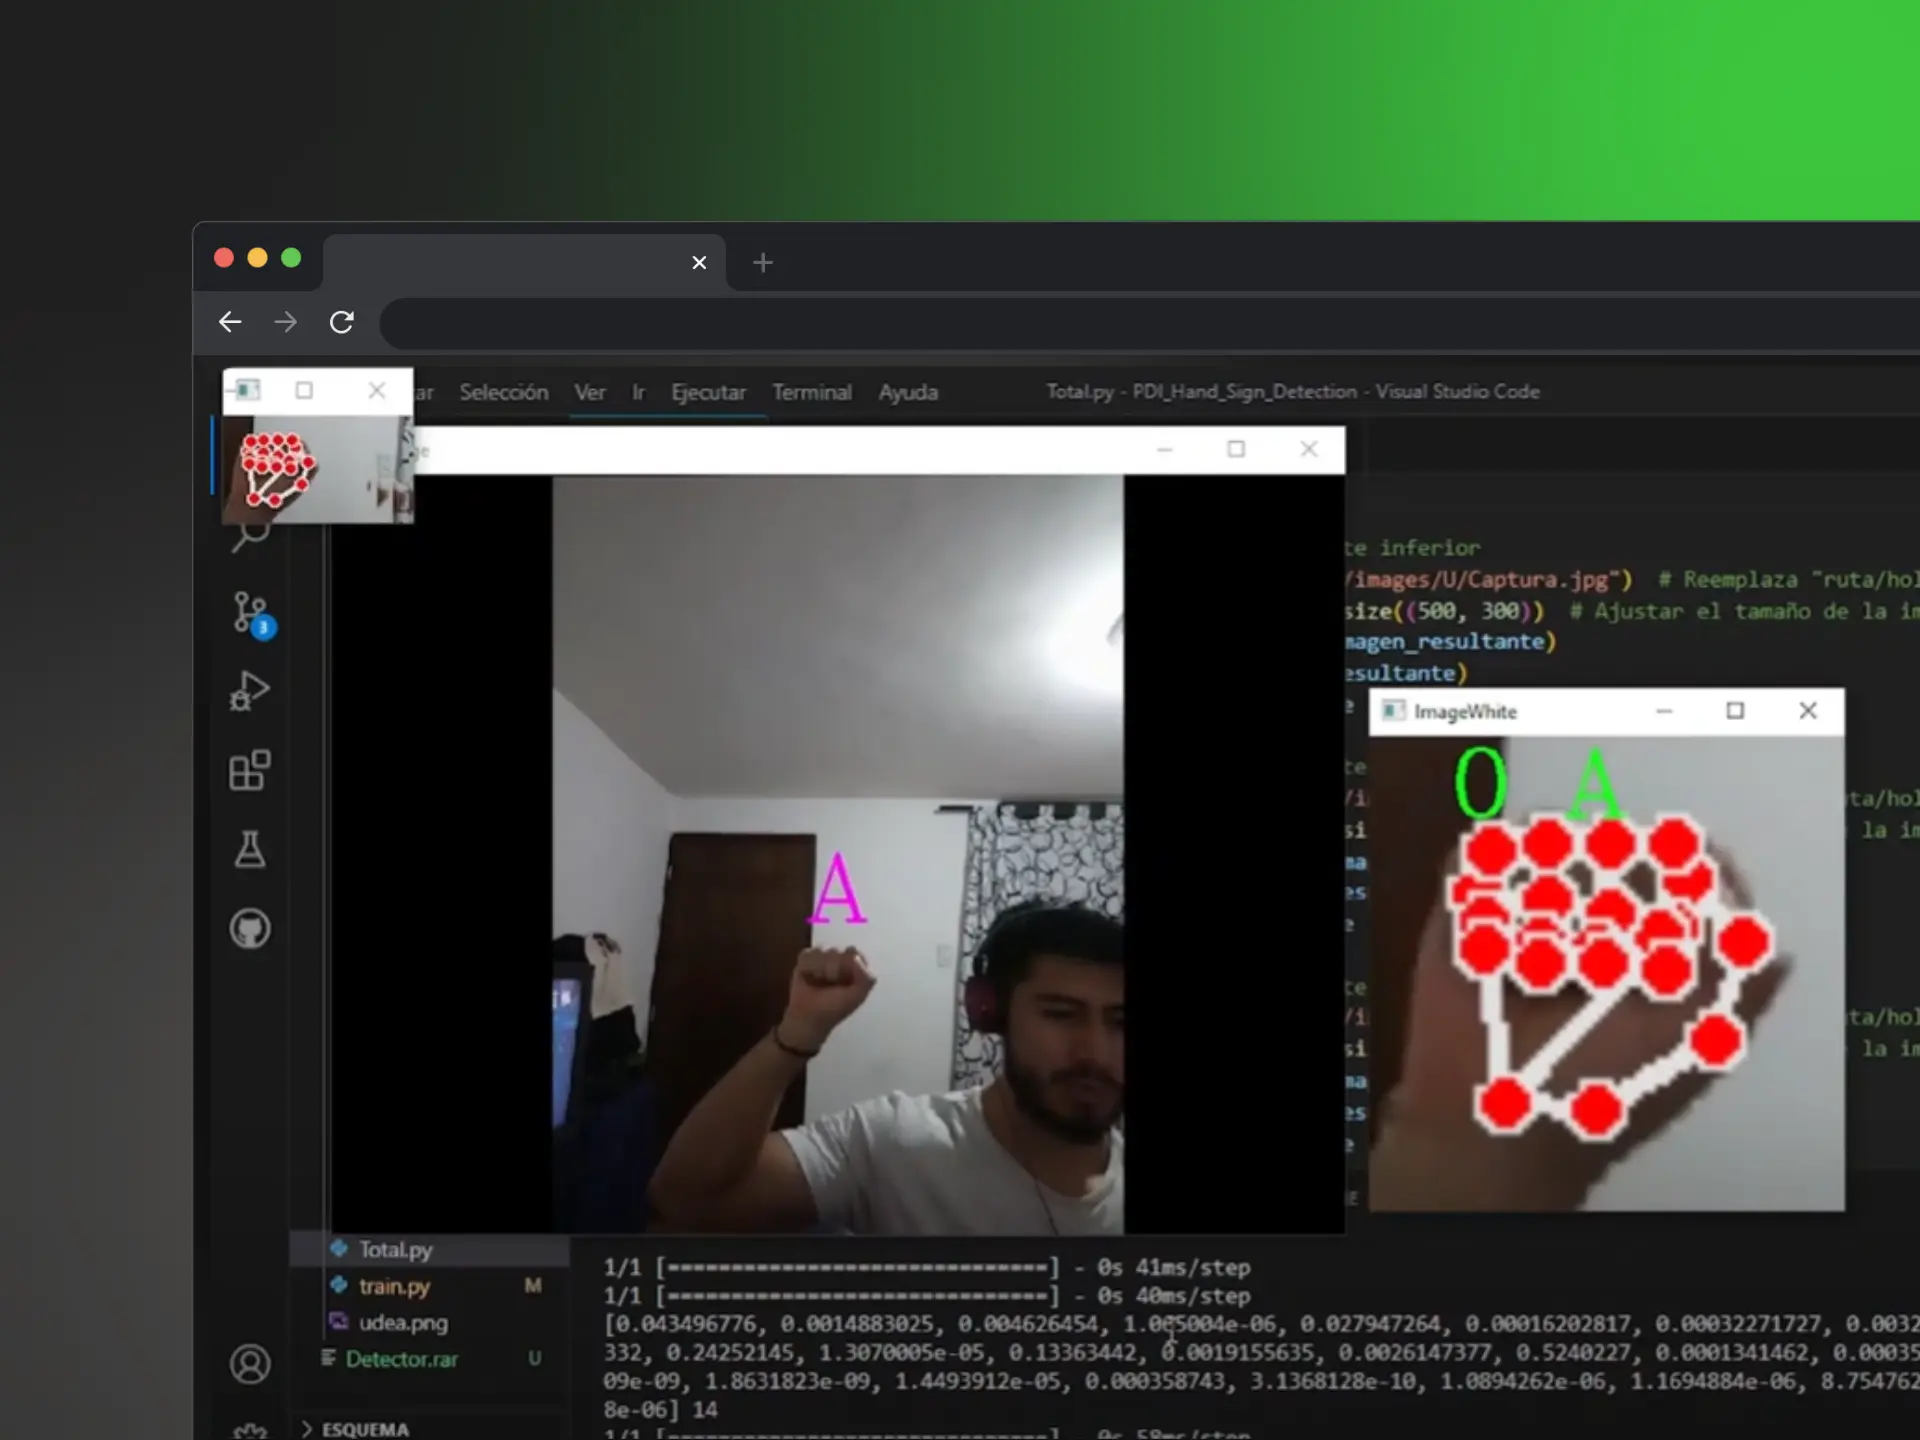 Selección Ver Ir Ejecutar Terminal Ayuda
Total.py - PDI_Hand_Sign_Detection - Visual Studio Code
te inferior
/images/U/Captura.jpg") # Reemplaza "ruta/hol
size((500, 300)) # Ajustar el tamaño de la im
magen_resultante)
esultante)
3
ImageWhite
O A
A
ta/hol
la im
ta/hol
la im
Total.py
train.py M
udea.png
Detector.rar U
ESQUEMA
1/1 [==============================] - 0s 41ms/step
1/1 [==============================] - 0s 40ms/step
[0.043496776, 0.0014883025, 0.004626454, 0.027947264, 0.00016202817, 0.00032271727, 0.0032
332, 0.24252145, 1.3070005e-05, 0.13363442, 0.0019155635, 0.0026147377, 0.5240227, 0.0001341462, 0.00035
09e-09, 1.8631823e-09, 1.4493912e-05, 0.000358743, 3.1368128e-10, 1.0894262e-06, 1.1694884e-06, 8.754762
8e-06] 14